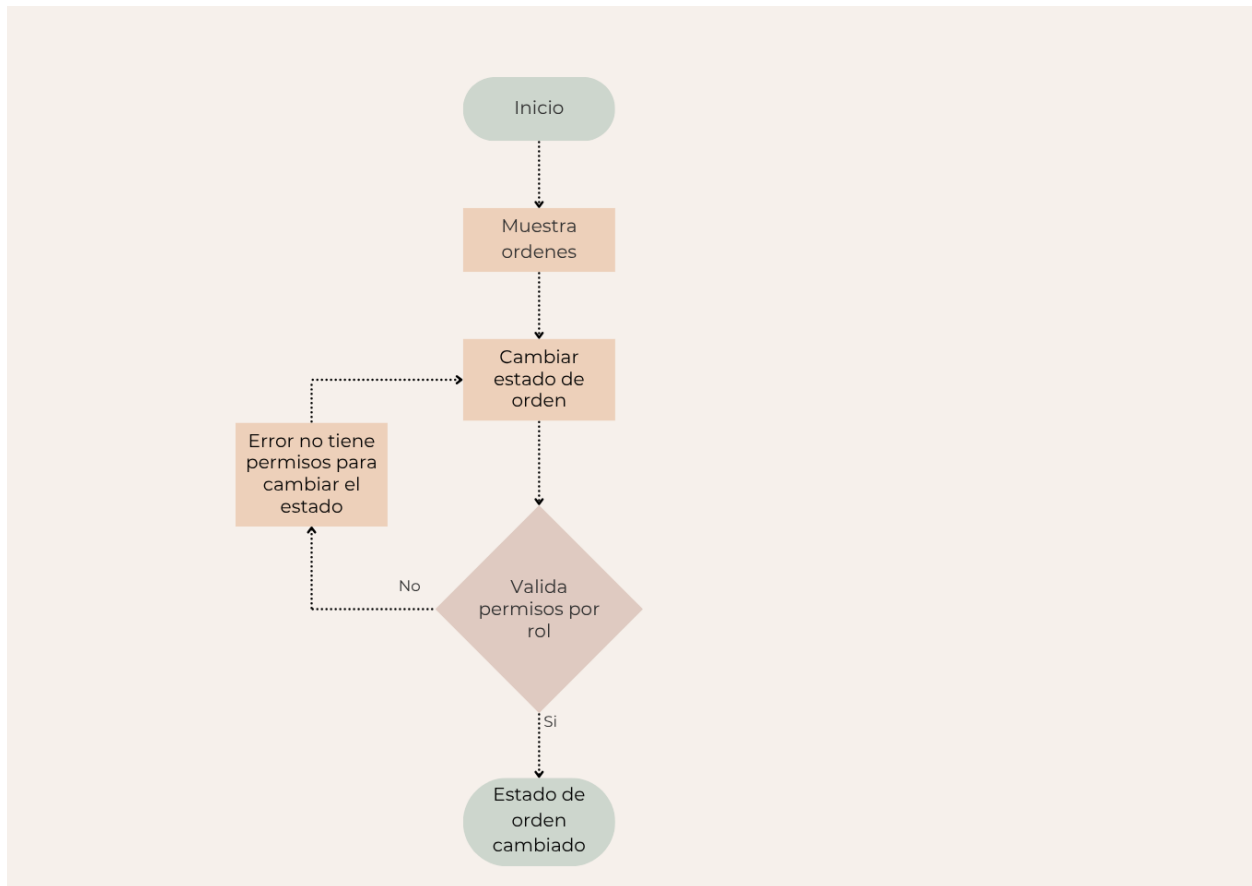 Inicio
Muestra
ordenes
Cambiar
estado de
orden
Error no tiene
permisos para
cambiar el
estado
No
Valida
permisos por
rol
Si
Estado de
orden
cambiado